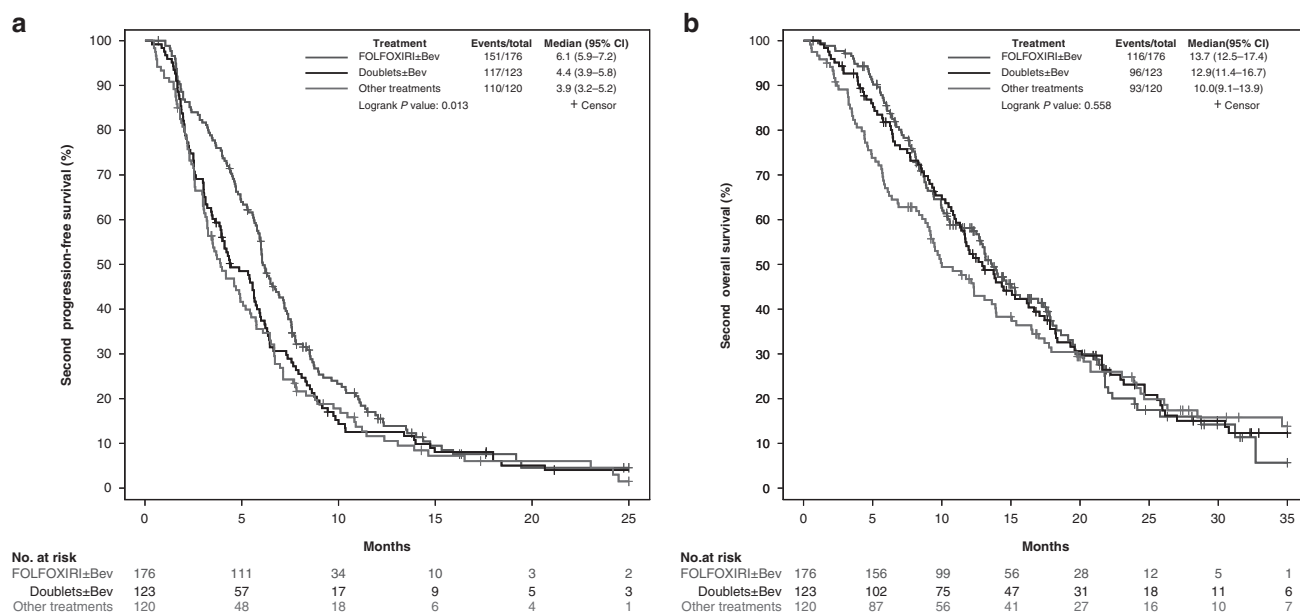 a
Treatment Events/total Median (95% CI)
FOLFOXIRI±Bev 151/176 6.1 (5.9–7.2)
Doublets±Bev 117/123 4.4 (3.9–5.8)
Other treatments 110/120 3.9 (3.2–5.2)
Logrank P value: 0.013 + Censor
Second progression-free survival (%)
100
90
80
70
60
50
40
30
20
10
0
0 5 10 15 20 25
Months
No. at risk
FOLFOXIRI±Bev 176 111 34 10 3 2
Doublets±Bev 123 57 17 9 5 3
Other treatments 120 48 18 6 4 1
b
Treatment Events/total Median(95% CI)
FOLFOXIRI±Bev 116/176 13.7 (12.5–17.4)
Doublets±Bev 96/123 12.9(11.4–16.7)
Other treatments 93/120 10.0(9.1–13.9)
Logrank P value: 0.558 + Censor
Second overall survival (%)
100
90
80
70
60
50
40
30
20
10
0
0 5 10 15 20 25 30 35
Months
No.at risk
FOLFOXIRI±Bev 176 156 99 56 28 12 5 1
Doublets±Bev 123 102 75 47 31 18 11 6
Other treatments 120 87 56 41 27 16 10 7